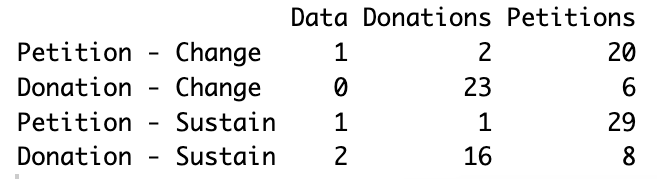 Data Donations Petitions
Petition - Change 1 2 20
Donation - Change 0 23 6
Petition - Sustain 1 1 29
Donation - Sustain 2 16 8